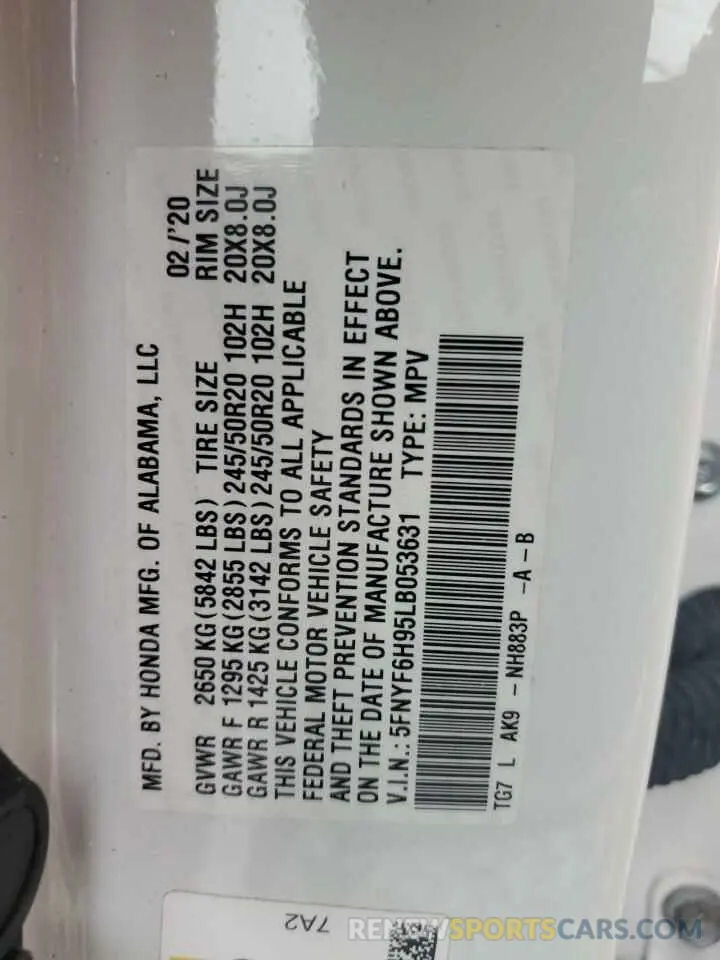 MFD. BY HONDA MFG. OF ALABAMA, LLC 02/'20
GVWR 2650 KG(5842 LBS) TIRE SIZE RIM SIZE
GAWR F 1295 KG(2855 LBS)245/50R20 102H 20X8.0J
GAWR R 1425 KG(3142 LBS)245/50R20 102H 20X8.0J
THIS VEHICLE CONFORMS TO ALL APPLICABLE
FEDERAL MOTOR VEHICLE SAFETY
AND THEFT PREVENTION STANDARDS IN EFFECT
ON THE DATE OF MANUFACTURE SHOWN ABOVE.
V.I.N.: 5FNYF6H95LB053631 TYPE: MPV
TG7 L AK9 - NH883P -A-B
7A2
RENEWSPORTSCARS.COM